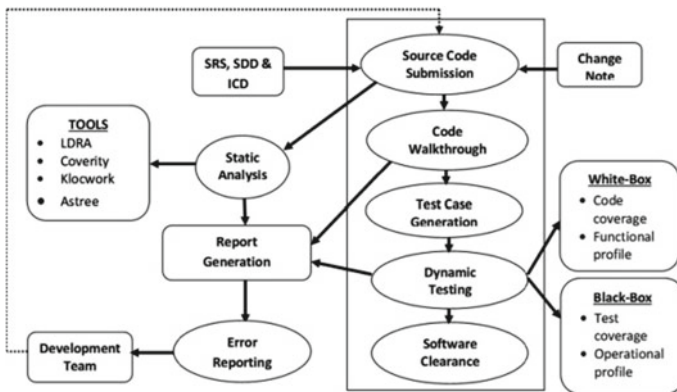 SRS, SDD &
ICD
Source Code
Submission
Change
Note
TOOLS
LDRA
Coverity
Klocwork
Astree
Static
Analysis
Code
Walkthrough
Test Case
Generation
White-Box
Code
coverage
Functional
profile
Report
Generation
Dynamic
Testing
Black-Box
Test
coverage
Operational
profile
Development
Team
Error
Reporting
Software
Clearance